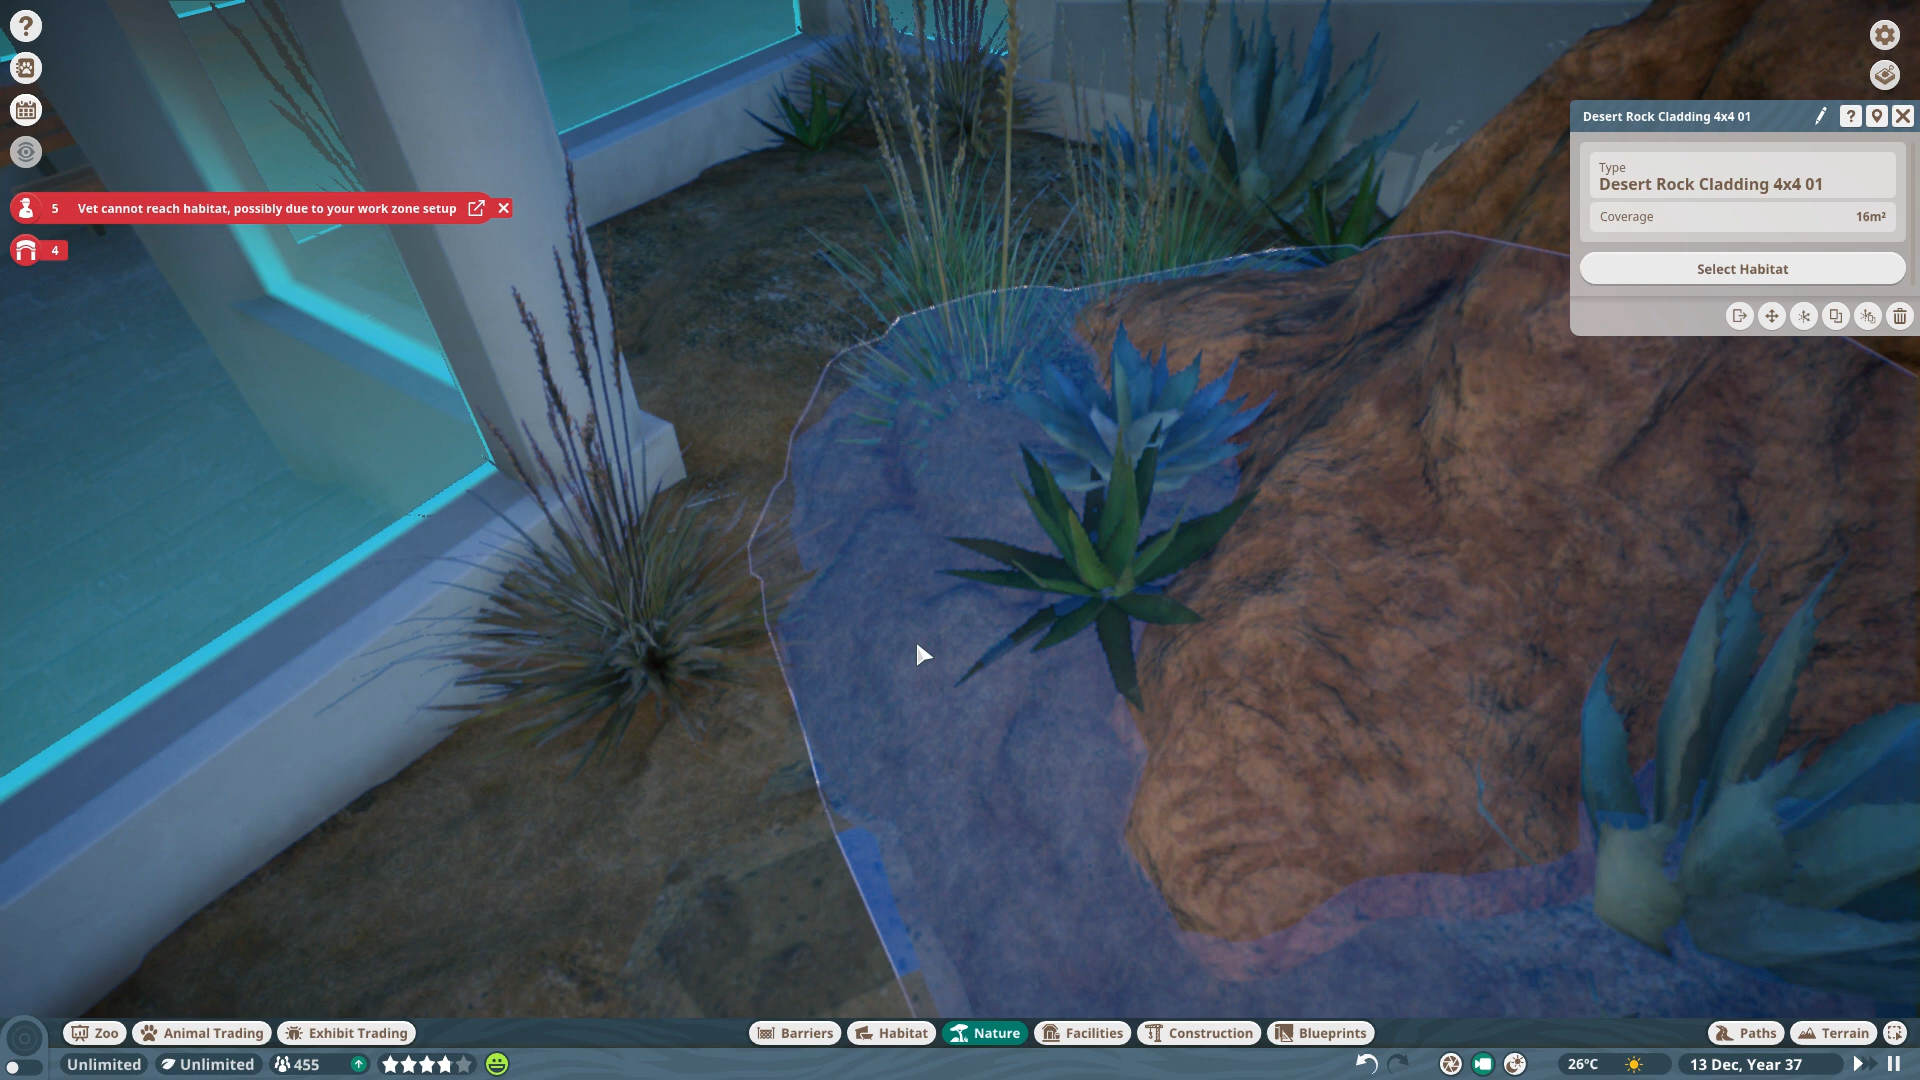 ?
Desert Rock Cladding 4x4 01
?
Type
Desert Rock Cladding 4x4 01
Coverage 16m²
Select Habitat
5 Vet cannot reach habitat, possibly due to your work zone setup
4
Zoo Animal Trading Exhibit Trading Barriers Habitat Nature Facilities Construction Blueprints Paths Terrain
Unlimited Unlimited 455 26°C 13 Dec, Year 37